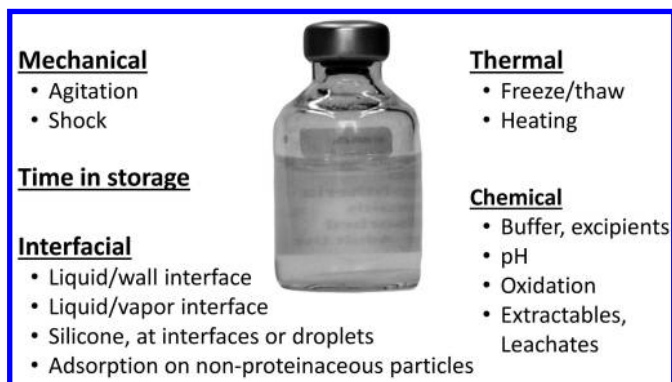 Mechanical
• Agitation
• Shock
Time in storage
Interfacial
• Liquid/wall interface
• Liquid/vapor interface
• Silicone, at interfaces or droplets
• Adsorption on non-proteinaceous particles
Thermal
• Freeze/thaw
• Heating
Chemical
• Buffer, excipients
• pH
• Oxidation
• Extractables,
Leachates